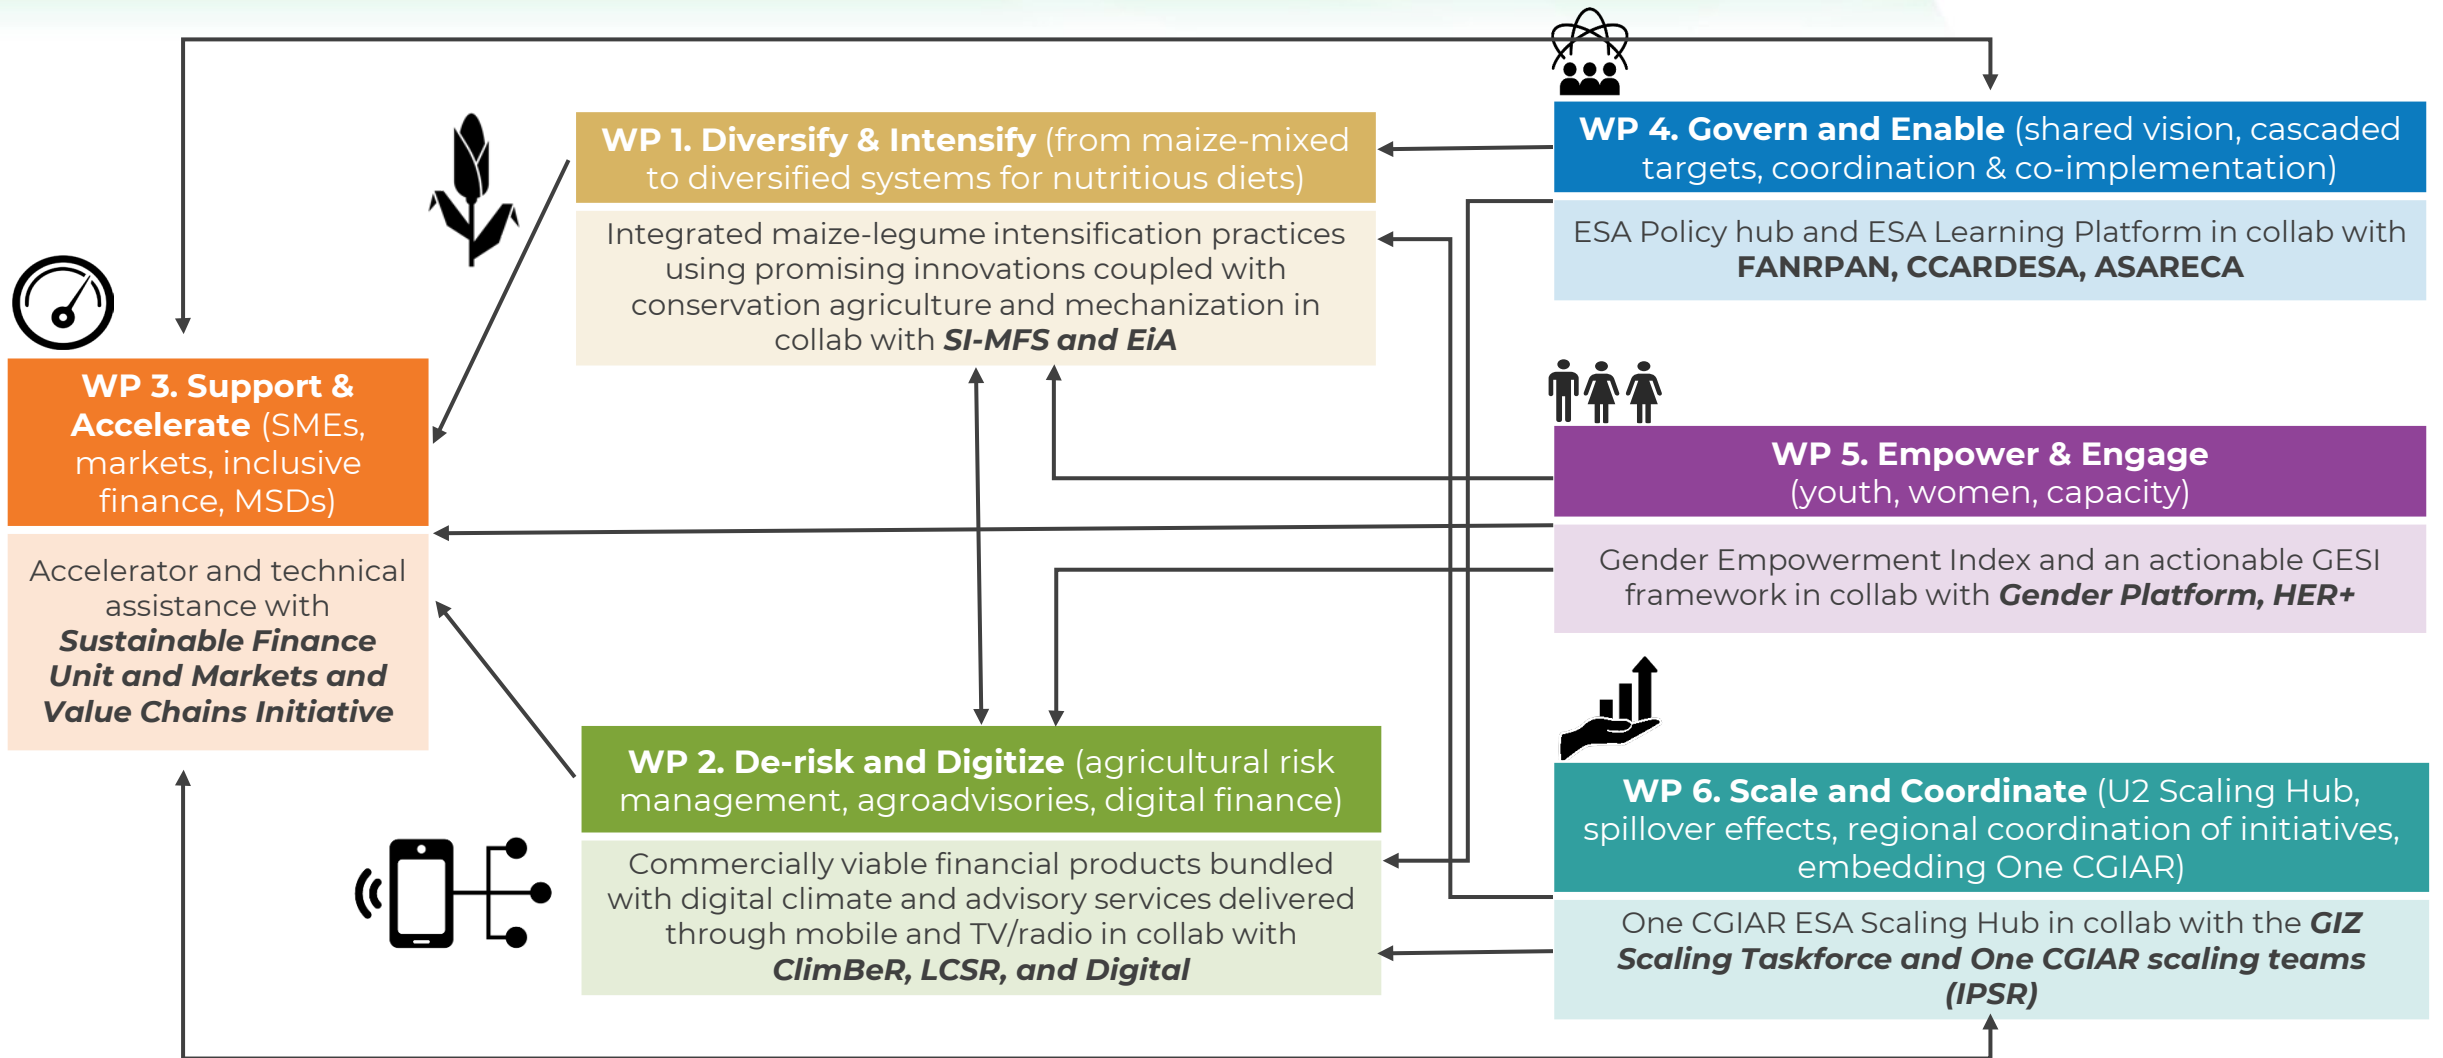 WP 1. Diversify & Intensify (from maize-mixed
to diversified systems for nutritious diets)
Integrated maize-legume intensification practices
using promising innovations coupled with
conservation agriculture and mechanization in
collab with SI-MFS and EiA
WP 4. Govern and Enable (shared vision, cascaded
targets, coordination & co-implementation)
ESA Policy hub and ESA Learning Platform in collab with
FANRPAN, CCARDESA, ASARECA
WP 3. Support &
Accelerate (SMEs,
markets, inclusive
finance, MSDs)
Accelerator and technical
assistance with
Sustainable Finance
Unit and Markets and
Value Chains Initiative
WP 5. Empower & Engage
(youth, women, capacity)
Gender Empowerment Index and an actionable GESI
framework in collab with Gender Platform, HER+
WP 2. De-risk and Digitize (agricultural risk
management, agroadvisories, digital finance)
Commercially viable financial products bundled
with digital climate and advisory services delivered
through mobile and TV/radio in collab with
ClimBeR, LCSR, and Digital
WP 6. Scale and Coordinate (U2 Scaling Hub,
spillover effects, regional coordination of initiatives,
embedding One CGIAR)
One CGIAR ESA Scaling Hub in collab with the GIZ
Scaling Taskforce and One CGIAR scaling teams
(IPSR)